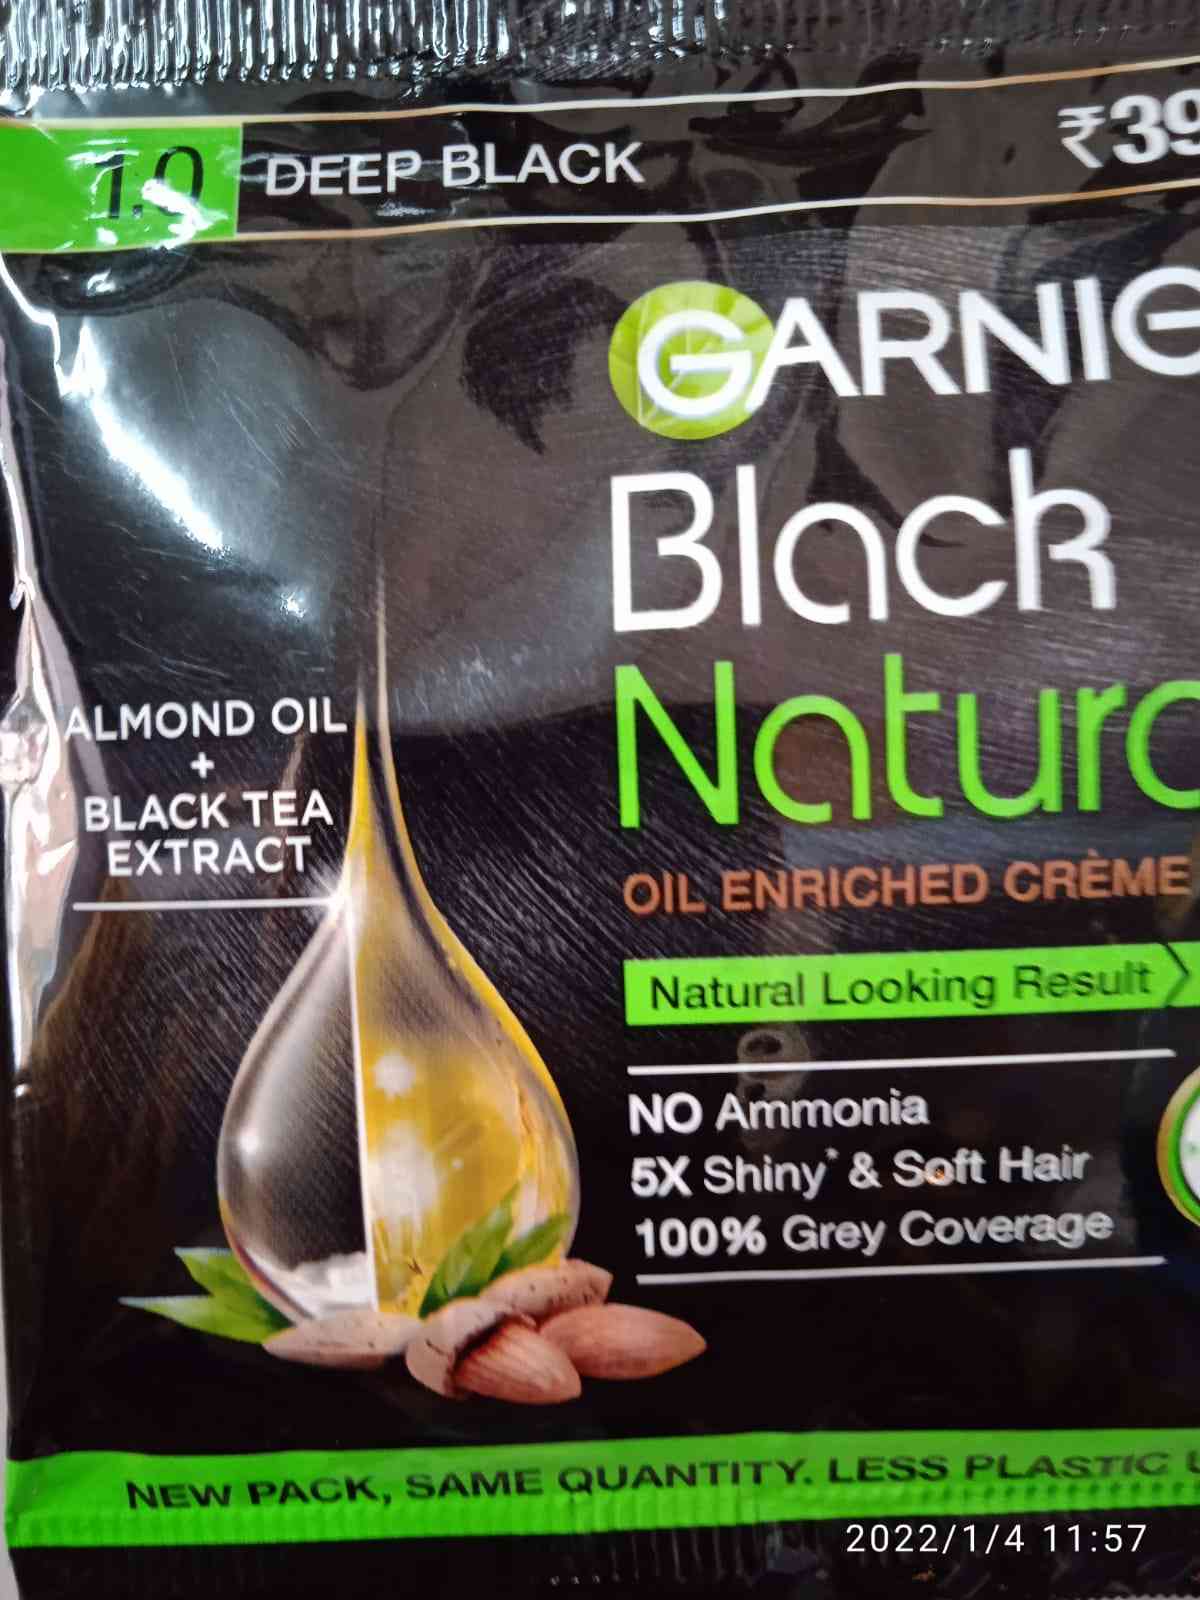 1.0 DEEP BLACK ₹39
GARNIE
Black
Natura
ALMOND OIL
+
BLACK TEA
EXTRACT
OIL ENRICHED CRÈME
Natural Looking Result
NO Ammonia
5X Shiny* & Soft Hair
100% Grey Coverage
NEW PACK, SAME QUANTITY. LESS PLASTIC
2022/1/4 11:57